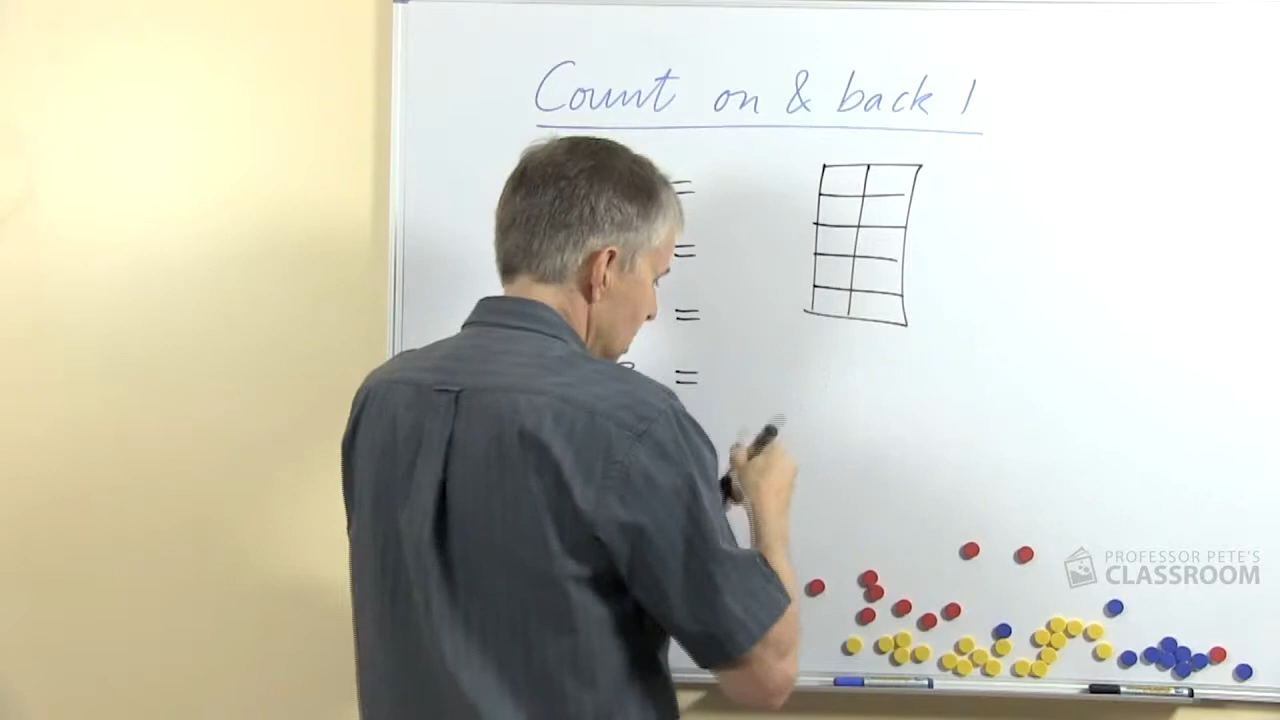 Count on & back 1
=
=
=
=
PROFESSOR PETE'S
CLASSROOM